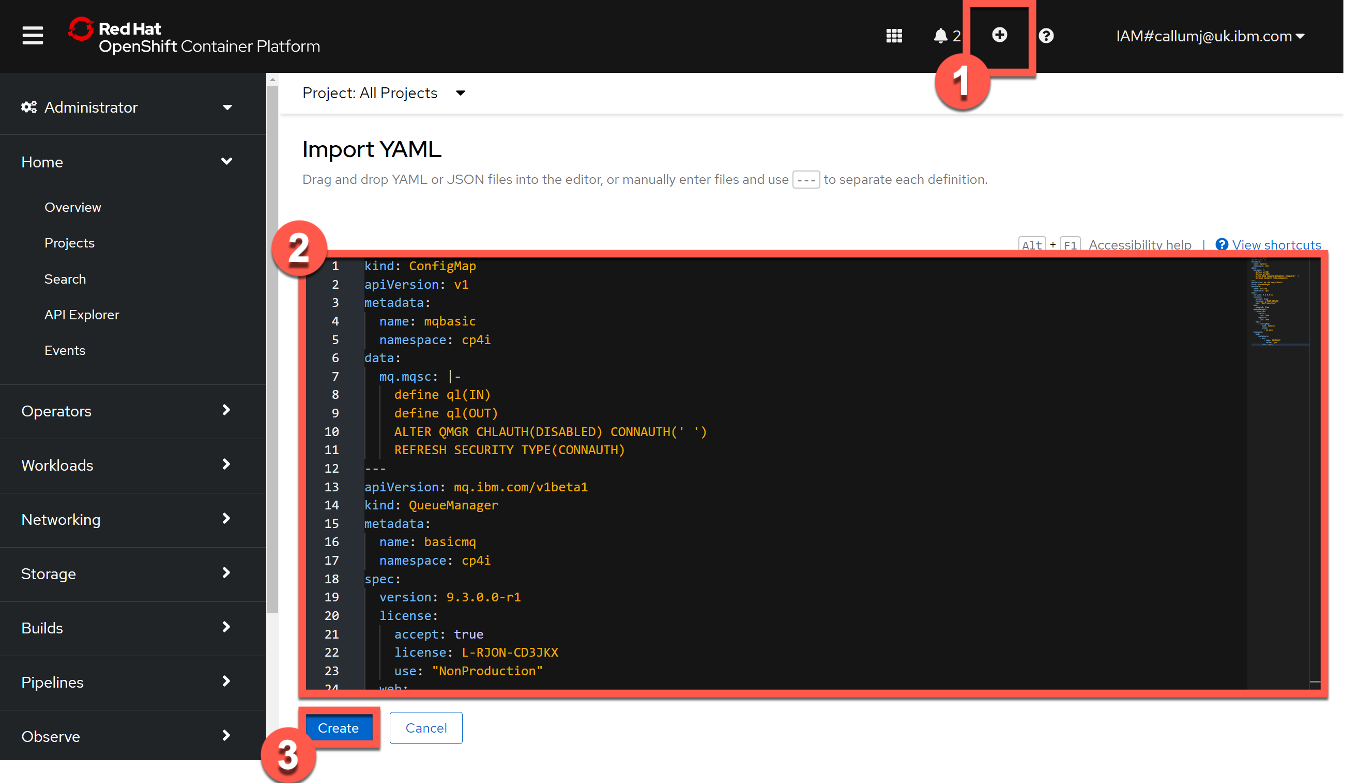 Red Hat
OpenShift Container Platform
2
IAM#callumj@uk.ibm.com
1
Administrator
Home
Overview
Projects
Search
API Explorer
Events
Operators
Workloads
Networking
Storage
Builds
Pipelines
Observe
Project: All Projects
Import YAML
Drag and drop YAML or JSON files into the editor, or manually enter files and use --- to separate each definition.
Alt + F1 Accessibility help | View shortcuts
2
1 kind: ConfigMap
2 apiVersion: v1
3 metadata:
4 name: mqbasic
5 namespace: cp4i
6 data:
7 mq.mqsc: |-
8 define ql(IN)
9 define ql(OUT)
10 ALTER QMGR CHLAUTH(DISABLED) CONNAUTH(' ')
11 REFRESH SECURITY TYPE(CONNAUTH)
12 ---
13 apiVersion: mq.ibm.com/v1beta1
14 kind: QueueManager
15 metadata:
16 name: basicmq
17 namespace: cp4i
18 spec:
19 version: 9.3.0.0-r1
20 license:
21 accept: true
22 license: L-RJON-CD3JKX
23 use: "NonProduction"
24 web:
Create Cancel
3